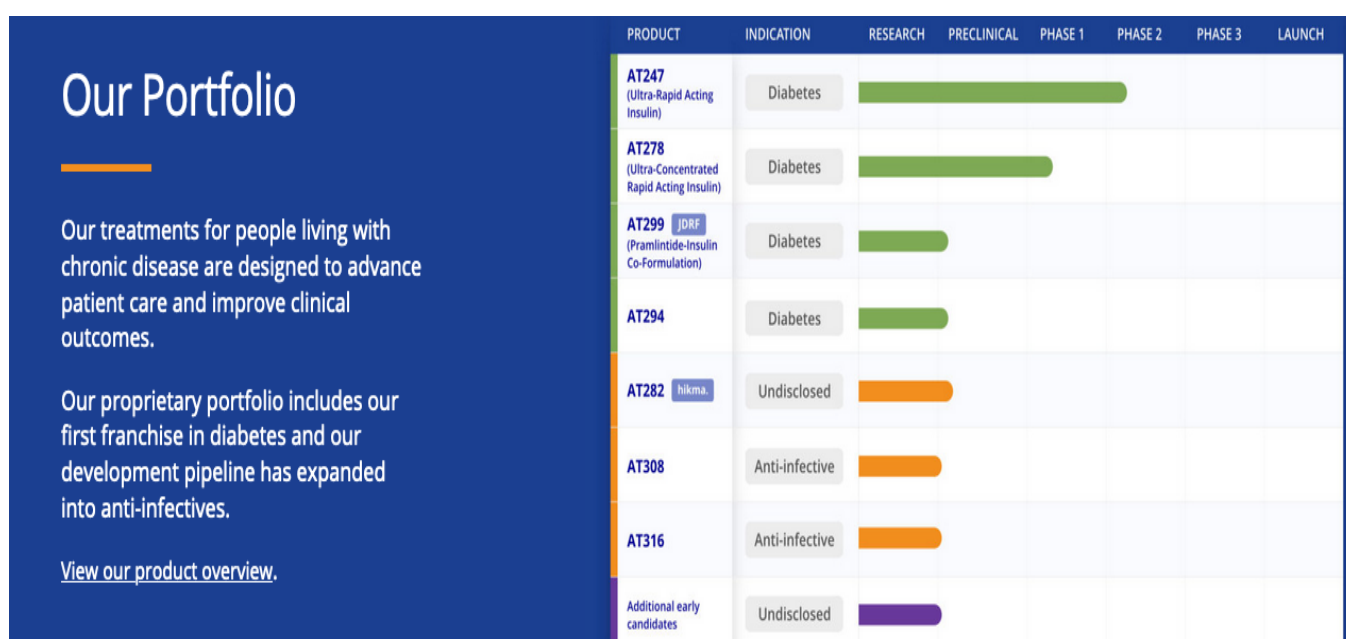 Our Portfolio
Our treatments for people living with
chronic disease are designed to advance
patient care and improve clinical
outcomes.
Our proprietary portfolio includes our
first franchise in diabetes and our
development pipeline has expanded
into anti-infectives.
View our product overview.
PRODUCT INDICATION RESEARCH PRECLINICAL PHASE 1 PHASE 2 PHASE 3 LAUNCH
AT247
(Ultra-Rapid Acting
Insulin)
Diabetes
AT278
(Ultra-Concentrated
Rapid Acting Insulin)
Diabetes
AT299 JDRF
(Pramlintide-Insulin
Co-Formulation)
Diabetes
AT294
Diabetes
AT282 hikma.
Undisclosed
AT308
Anti-infective
AT316
Anti-infective
Additional early
candidates
Undisclosed